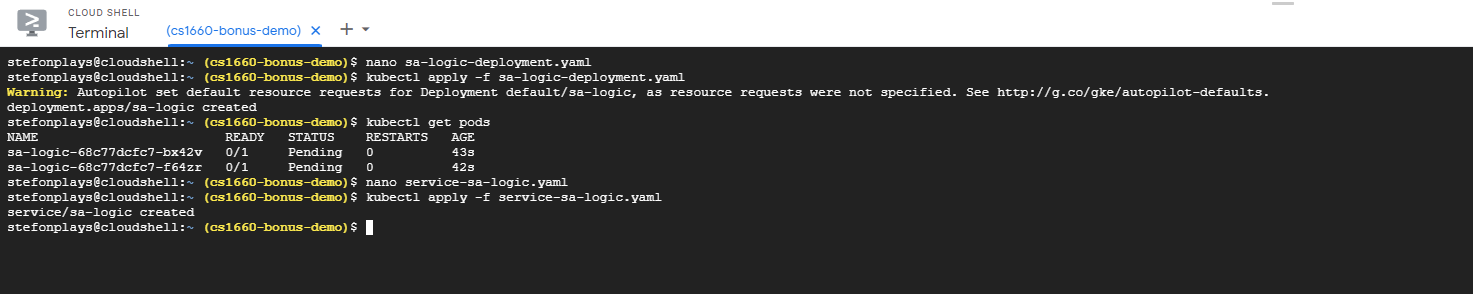 CLOUD SHELL
Terminal
(cs1660-bonus-demo) × + ▾
stefonplays@cloudshell:~ (cs1660-bonus-demo)$ nano sa-logic-deployment.yaml
stefonplays@cloudshell:~ (cs1660-bonus-demo)$ kubectl apply -f sa-logic-deployment.yaml
Warning: Autopilot set default resource requests for Deployment default/sa-logic, as resource requests were not specified. See http://g.co/gke/autopilot-defaults.
deployment.apps/sa-logic created
stefonplays@cloudshell:~ (cs1660-bonus-demo)$ kubectl get pods
NAME READY STATUS RESTARTS AGE
sa-logic-68c77dcfc7-bx42v 0/1 Pending 0 43s
sa-logic-68c77dcfc7-f64zr 0/1 Pending 0 42s
stefonplays@cloudshell:~ (cs1660-bonus-demo)$ nano service-sa-logic.yaml
stefonplays@cloudshell:~ (cs1660-bonus-demo)$ kubectl apply -f service-sa-logic.yaml
service/sa-logic created
stefonplays@cloudshell:~ (cs1660-bonus-demo)$